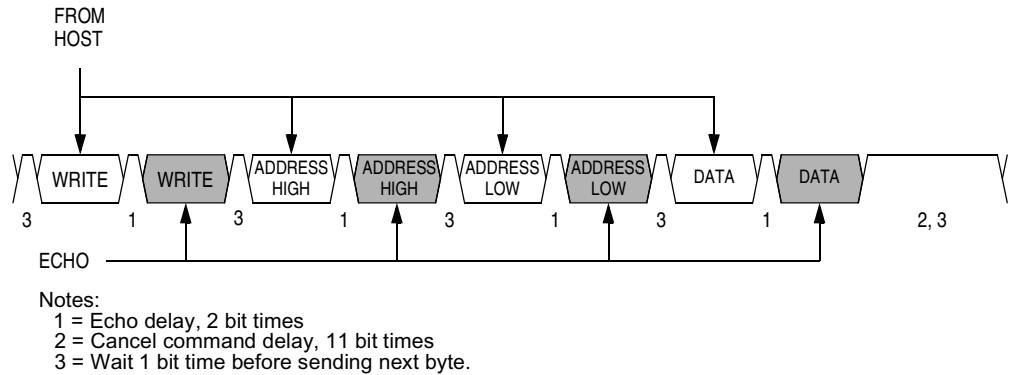 FROM
HOST
WRITE
WRITE
ADDRESS
HIGH
ADDRESS
HIGH
ADDRESS
LOW
ADDRESS
LOW
DATA
DATA
3 1 3 1 3 1 3 1 2, 3
ECHO
Notes:
1 = Echo delay, 2 bit times
2 = Cancel command delay, 11 bit times
3 = Wait 1 bit time before sending next byte.